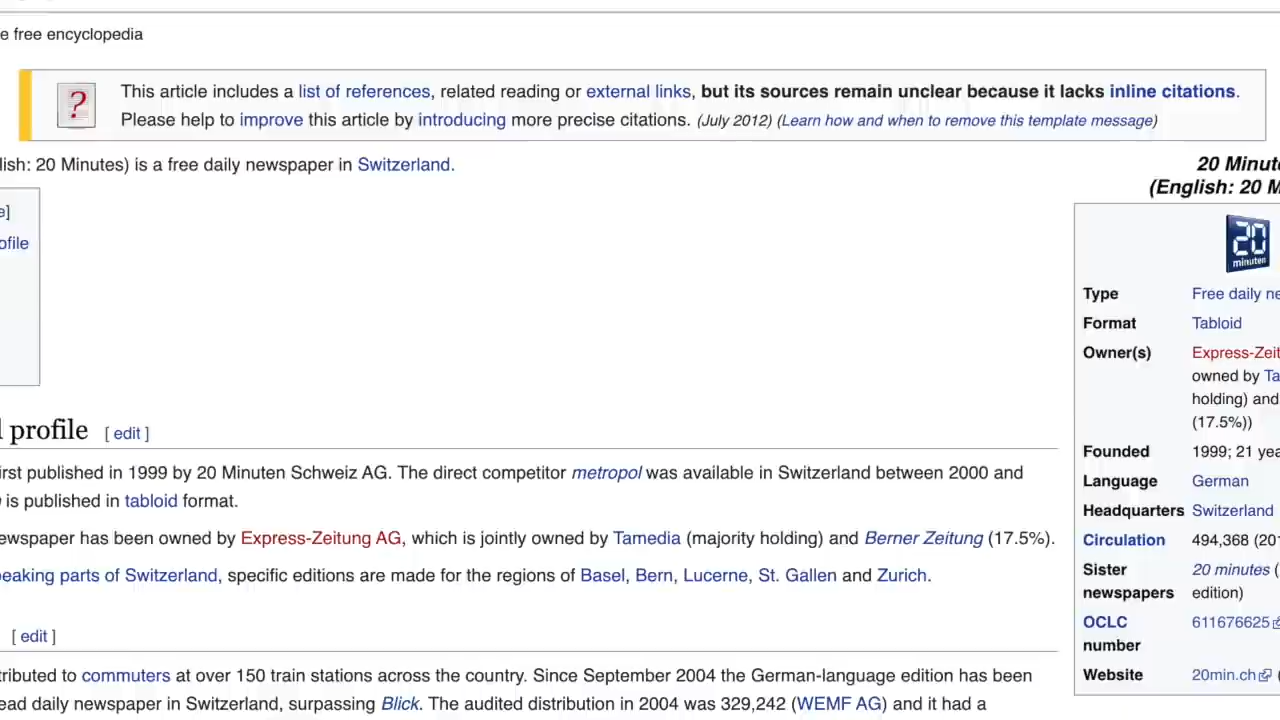 e free encyclopedia
This article includes a list of references, related reading or external links, but its sources remain unclear because it lacks inline citations.
Please help to improve this article by introducing more precise citations. (July 2012) (Learn how and when to remove this template message)
lish: 20 Minutes) is a free daily newspaper in Switzerland.
20 Minute
(English: 20 M
e]
ofile
20
minuten
Type Free daily ne
Format Tabloid
Owner(s) Express-Zeit
owned by Ta
holding) and
(17.5%))
Founded 1999; 21 yea
Language German
Headquarters Switzerland
Circulation 494,368 (201
Sister newspapers 20 minutes (
edition)
OCLC number 611676625
Website 20min.ch (
l profile [ edit ]
irst published in 1999 by 20 Minuten Schweiz AG. The direct competitor metropol was available in Switzerland between 2000 and
is published in tabloid format.
ewspaper has been owned by Express-Zeitung AG, which is jointly owned by Tamedia (majority holding) and Berner Zeitung (17.5%).
peaking parts of Switzerland, specific editions are made for the regions of Basel, Bern, Lucerne, St. Gallen and Zurich.
[ edit ]
tributed to commuters at over 150 train stations across the country. Since September 2004 the German-language edition has been
ead daily newspaper in Switzerland, surpassing Blick. The audited distribution in 2004 was 329,242 (WEMF AG) and it had a